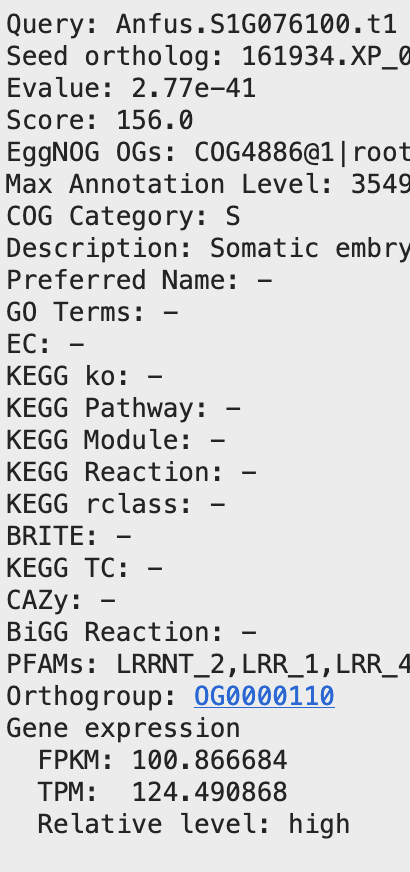 Query: Anfus.S1G076100.t1
Seed ortholog: 161934.XP_0
Evalue: 2.77e-41
Score: 156.0
EggNOG OGs: COG4886@1|root
Max Annotation Level: 3549
COG Category: S
Description: Somatic embry
Preferred Name: –
GO Terms: –
EC: –
KEGG ko: –
KEGG Pathway: –
KEGG Module: –
KEGG Reaction: –
KEGG rclass: –
BRITE: –
KEGG TC: –
CAZy: –
BiGG Reaction: –
PFAMs: LRRNT_2,LRR_1,LRR_4
Orthogroup: OG0000110
Gene expression
FPKM: 100.866684
TPM: 124.490868
Relative level: high